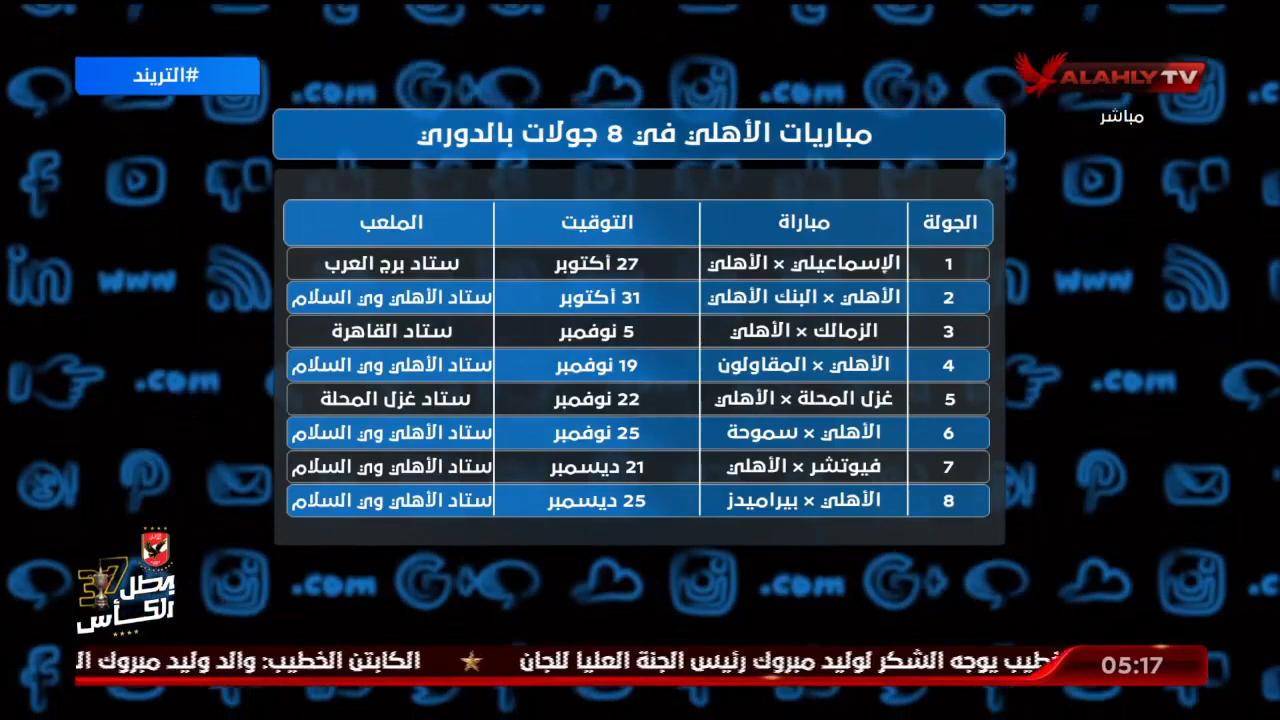 #التريند
ALAHLY TV
مباشر
مباريات الأهلي في 8 جولات بالدوري
الجولة مباراة التوقيت الملعب
1 الإسماعيلي × الأهلي 27 أكتوبر ستاد برج العرب
2 الأهلي × البنك الأهلي 31 أكتوبر ستاد الأهلي وي السلام
3 الزمالك × الأهلي 5 نوفمبر ستاد القاهرة
4 الأهلي × المقاولون 19 نوفمبر ستاد الأهلي وي السلام
5 غزل المحلة × الأهلي 22 نوفمبر ستاد غزل المحلة
6 الأهلي × سموحة 25 نوفمبر ستاد الأهلي وي السلام
7 فيوتشر × الأهلي 21 ديسمبر ستاد الأهلي وي السلام
8 الأهلي × بيراميدز 25 ديسمبر ستاد الأهلي وي السلام
37
بطل
الكأس
خطيب يوجه الشكر لوليد مبروك رئيس الجنة العليا للجان ★ الكابتن الخطيب: والد وليد مبروك ال
05:17